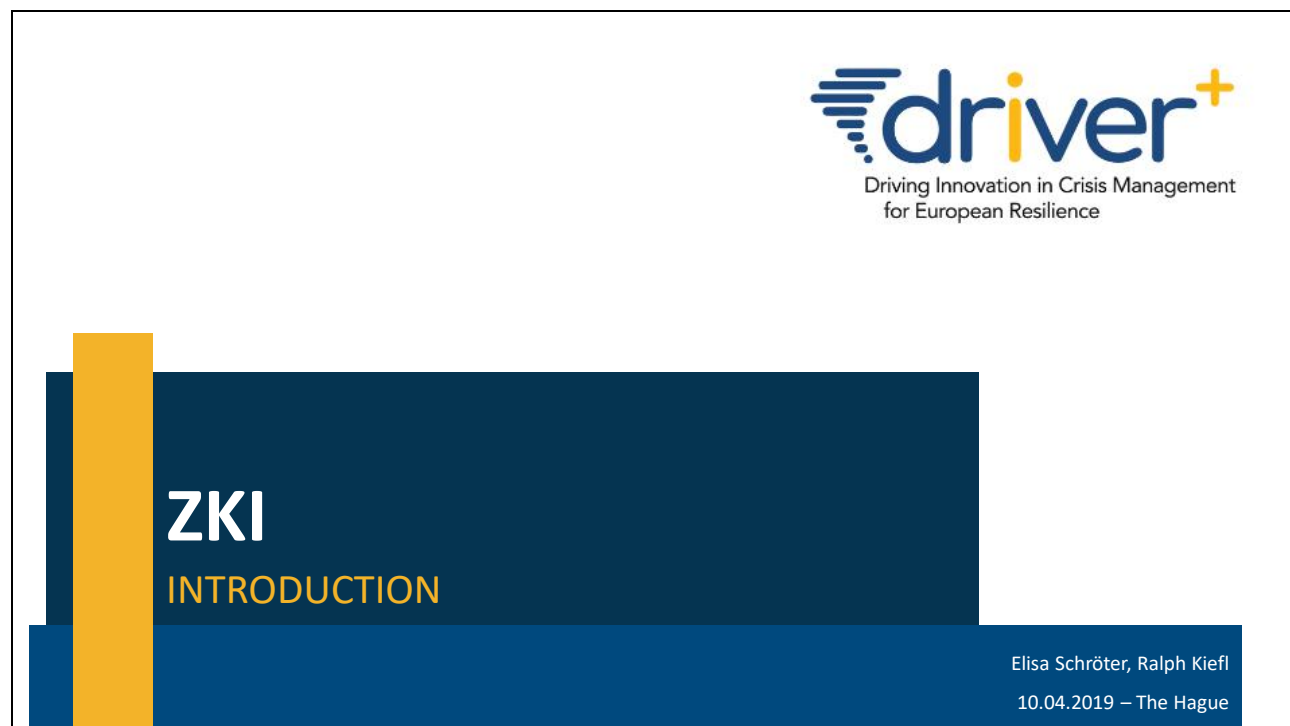 driver+
Driving Innovation in Crisis Management
for European Resilience
ZKI
INTRODUCTION
Elisa Schröter, Ralph Kiefl
10.04.2019 – The Hague